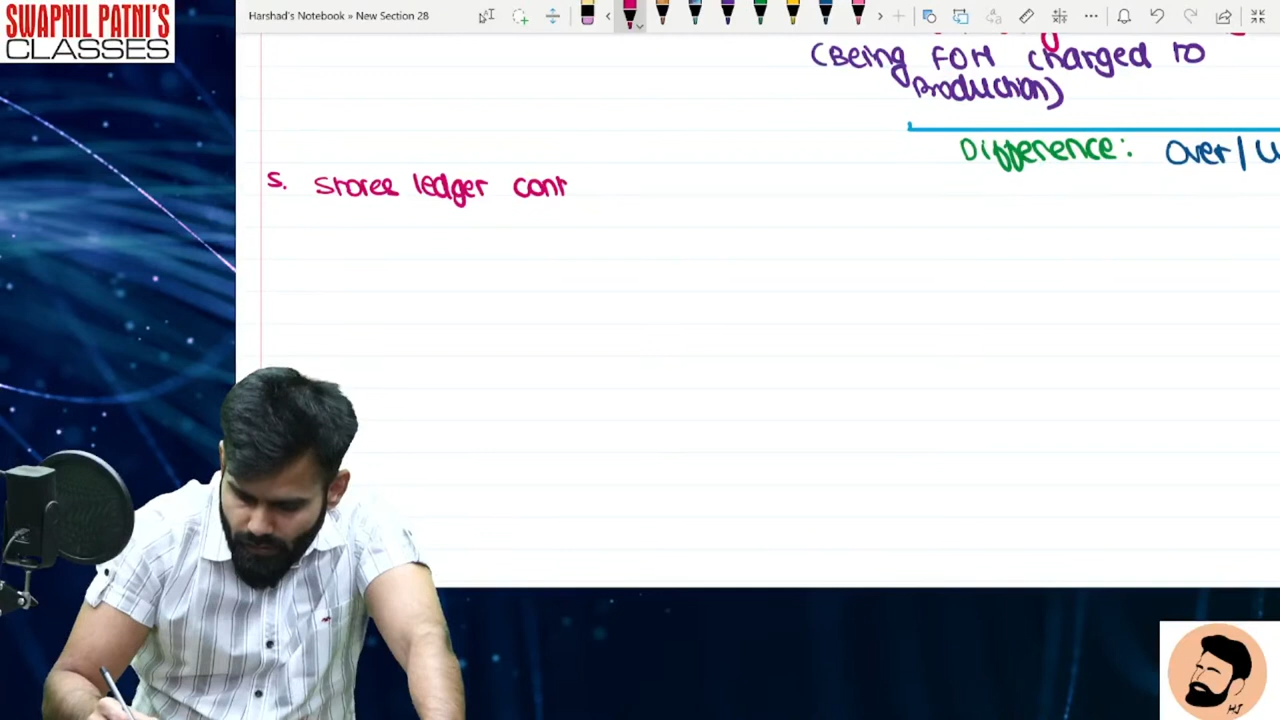 SWAPNIL PATNI'S
CLASSES
Harshad's Notebook » New Section 28
(Being FOH charged to
production)
Difference: Over/U
5. Stores ledger cont
HJ